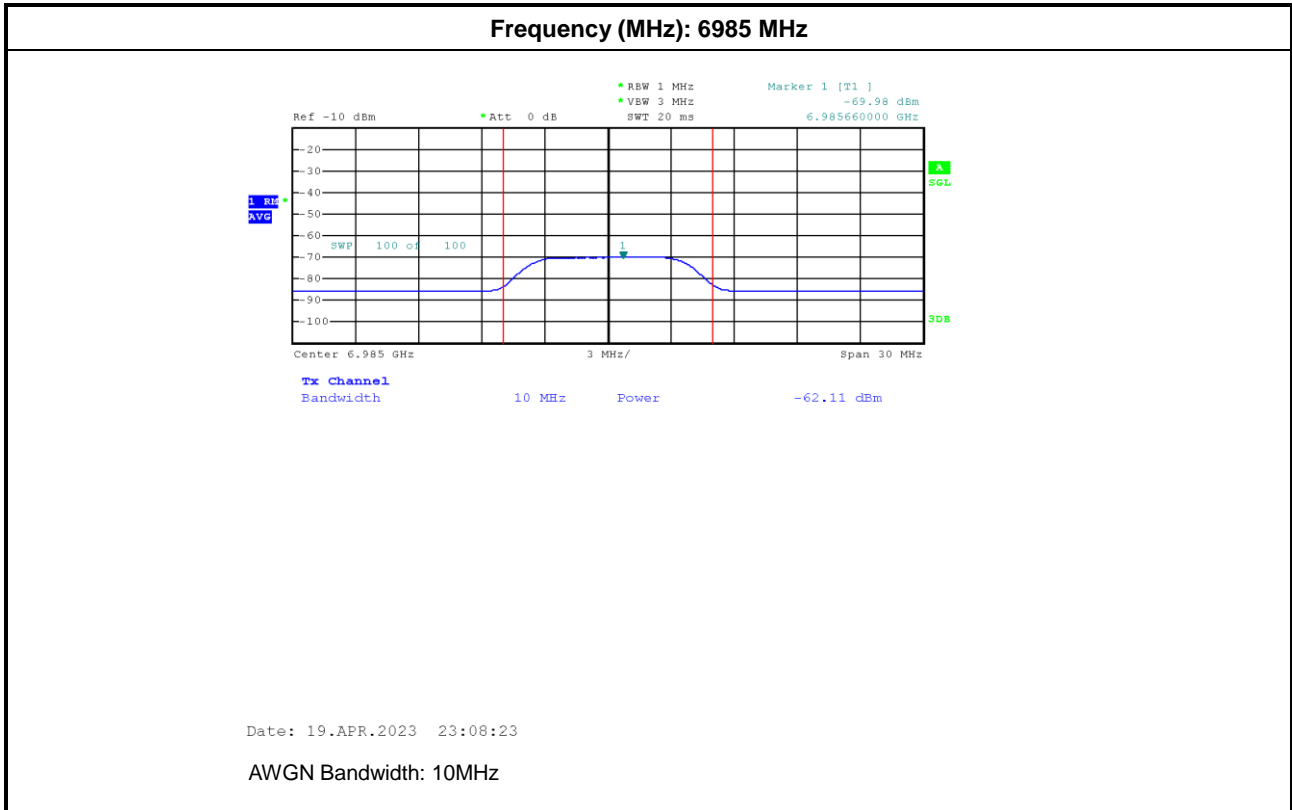 Frequency (MHz): 6985 MHz
*RBW 1 MHz Marker 1 [T1 ]
*VBW 3 MHz -69.98 dBm
Ref -10 dBm *Att 0 dB SWT 20 ms 6.985660000 GHz
-20
-30
A
SGL
-40
1 RM *
AVG
-50
-60
SWP 100 of 100 1
-70
-80
-90
-100
3DB
Center 6.985 GHz 3 MHz/ Span 30 MHz
Tx Channel
Bandwidth 10 MHz Power -62.11 dBm
Date: 19.APR.2023 23:08:23
AWGN Bandwidth: 10MHz